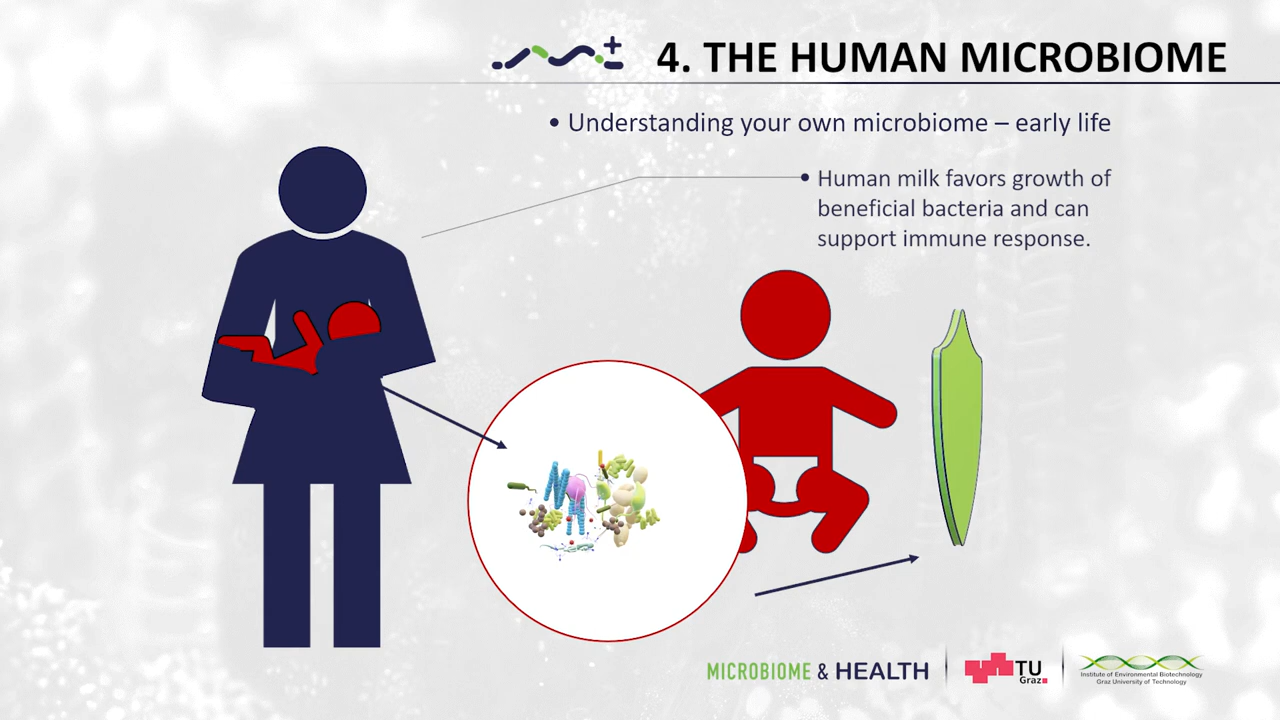 4. THE HUMAN MICROBIOME
• Understanding your own microbiome – early life
• Human milk favors growth of
beneficial bacteria and can
support immune response.
MICROBIOME & HEALTH
TU
Graz
Institute of Environmental Biotechnology
Graz University of Technology